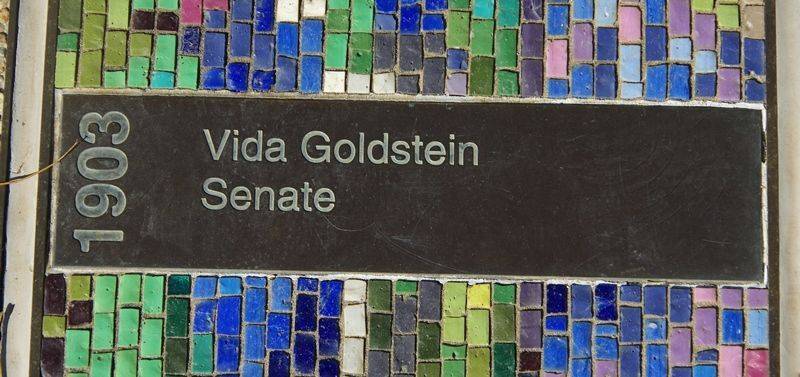 1903
Vida Goldstein
Senate